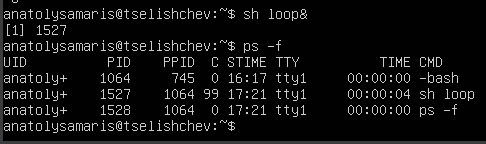 anatolysamaris@tselishchev:~$ sh loop&
[1] 1527
anatolysamaris@tselishchev:~$ ps -f
UID          PID    PPID  C STIME TTY          TIME CMD
anatoly+    1064     745  0 16:17 tty1     00:00:00 -bash
anatoly+    1527    1064 99 17:21 tty1     00:00:04 sh loop
anatoly+    1528    1064  0 17:21 tty1     00:00:00 ps -f
anatolysamaris@tselishchev:~$